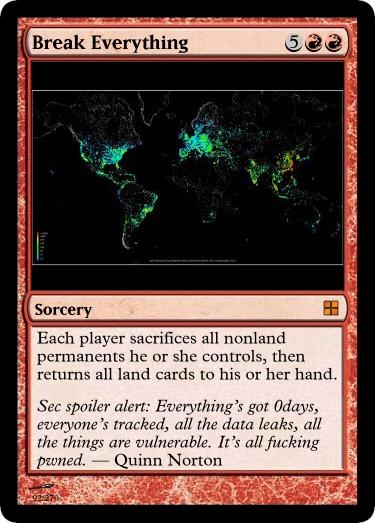 Break Everything 5
Sorcery
Each player sacrifices all nonland
permanents he or she controls, then
returns all land cards to his or her hand.
Sec spoiler alert: Everything's got 0days,
everyone's tracked, all the data leaks, all
the things are vulnerable. It's all fucking
pwned. — Quinn Norton